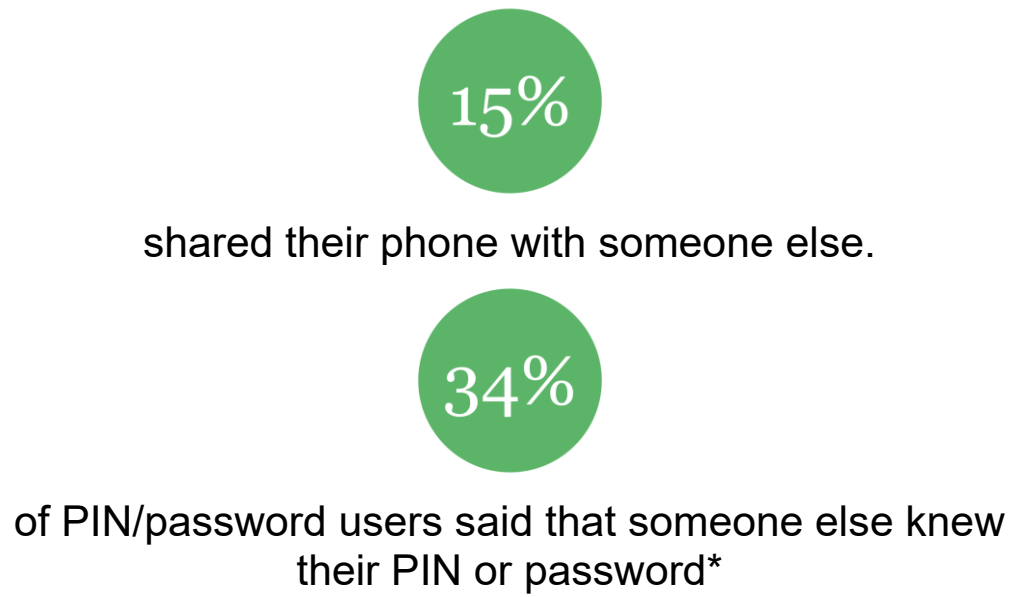 15%
shared their phone with someone else.
34%
of PIN/password users said that someone else knew
their PIN or password*